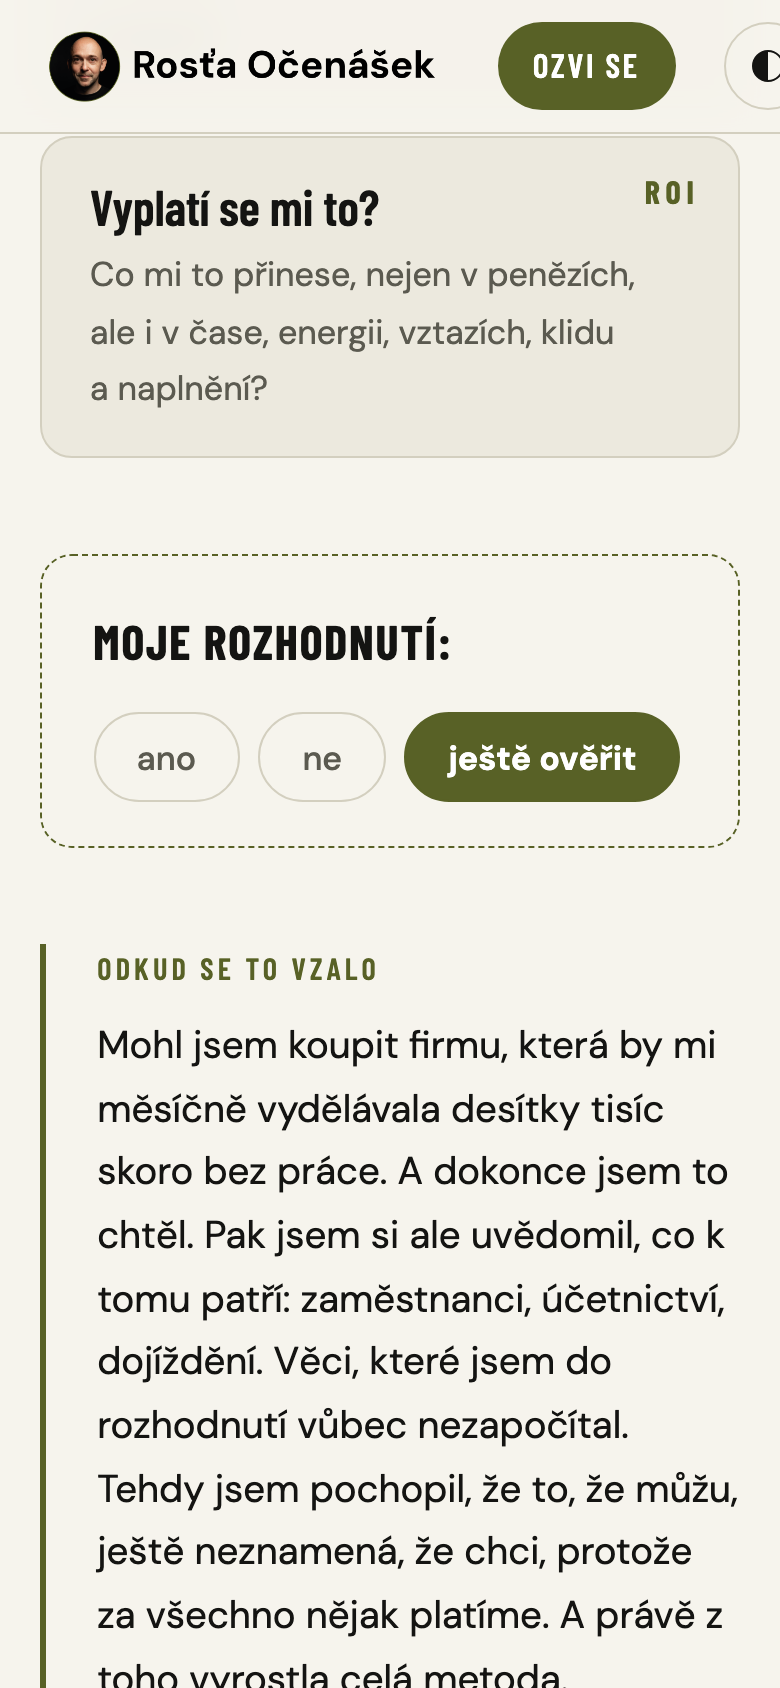 Rosťa Očenášek
OZVI SE
Vyplatí se mi to?
ROI
Co mi to přinese, nejen v penězích,
ale i v čase, energii, vztazích, klidu
a naplnění?
MOJE ROZHODNUTÍ:
ano
ne
ještě ověřit
ODKUD SE TO VZALO
Mohl jsem koupit firmu, která by mi
měsíčně vydělávala desítky tisíc
skoro bez práce. A dokonce jsem to
chtěl. Pak jsem si ale uvědomil, co k
tomu patří: zaměstnanci, účetnictví,
dojíždění. Věci, které jsem do
rozhodnutí vůbec nezapočítal.
Tehdy jsem pochopil, že to, že můžu,
ještě neznamená, že chci, protože
za všechno nějak platíme. A právě z
toho vyrostla celá metoda.